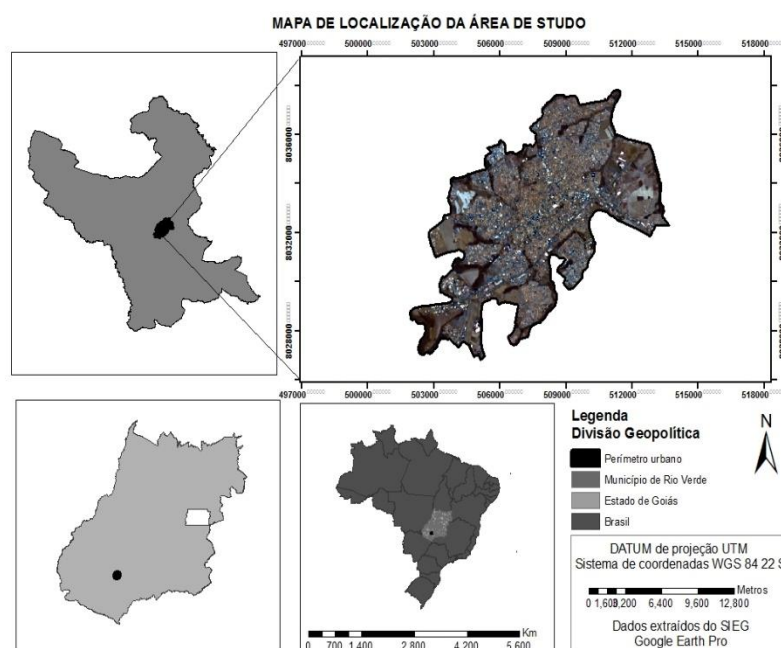 MAPA DE LOCALIZAÇÃO DA ÁREA DE STUDO
497000 500000 503000 506000 509000 512000 515000 518000
8036000
8032000
8028000
8032000
8028000
497000 500000 503000 506000 509000 512000 515000 518000
Legenda
Divisão Geopolítica
Perímetro urbano
Município de Rio Verde
Estado de Goiás
Brasil
N
DATUM de projeção UTM
Sistema de coordenadas WGS 84 22 S
Metros
0 1,600 3,200 6,400 9,600 12,800
Dados extraídos do SIEG
Google Earth Pro
Km
0 700 1,400 2,800 4,200 5,600